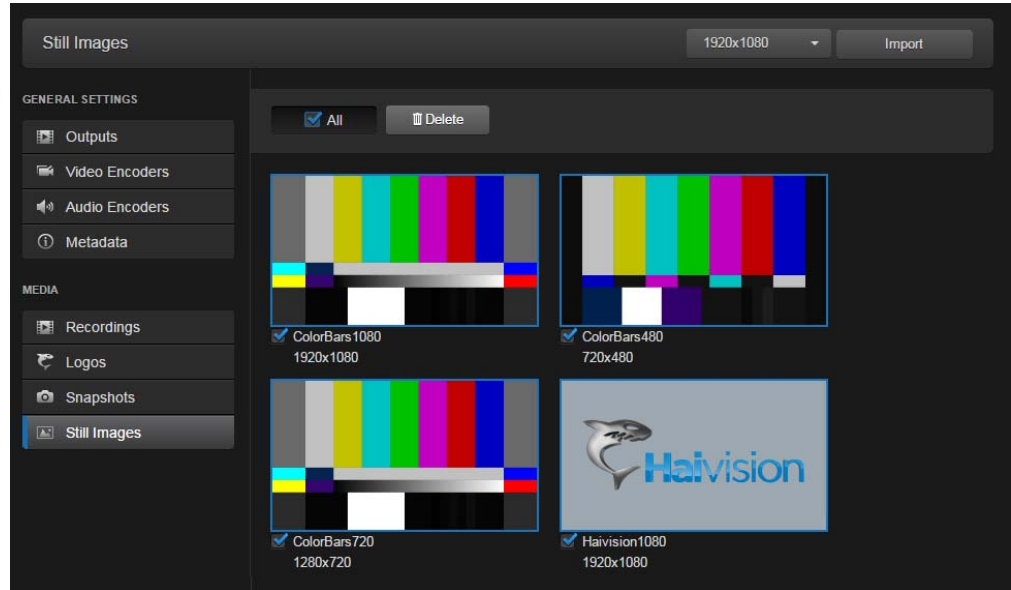 Still Images
1920x1080
Import
GENERAL SETTINGS
Outputs
Video Encoders
Audio Encoders
Metadata
MEDIA
Recordings
Logos
Snapshots
Still Images
All
Delete
ColorBars1080
1920x1080
ColorBars480
720x480
ColorBars720
1280x720
Haivision
Haivision1080
1920x1080